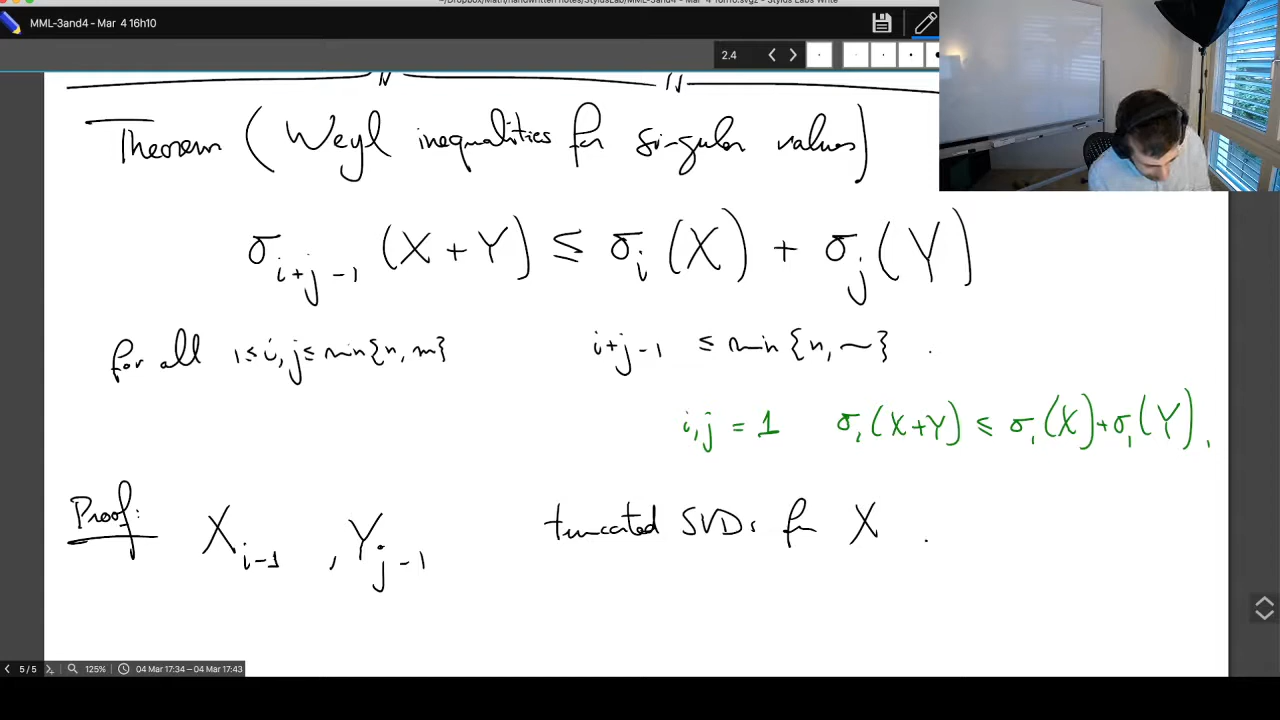 MML-3and4 - Mar 4 16h10
2.4
Theorem (Weyl inequalities for singular values)
σ_{i+j-1} (X+Y) ≤ σ_i (X) + σ_j (Y)
for all 1≤i, j≤min{n, m} i+j-1 ≤ min{n, m} .
i,j = 1 σ_1 (X+Y) ≤ σ_1 (X)+σ_1 (Y) ,
Proof: X_{i-1} , Y_{j-1} truncated SVDs for X .
5/5 125% 04 Mar 17:34 – 04 Mar 17:43